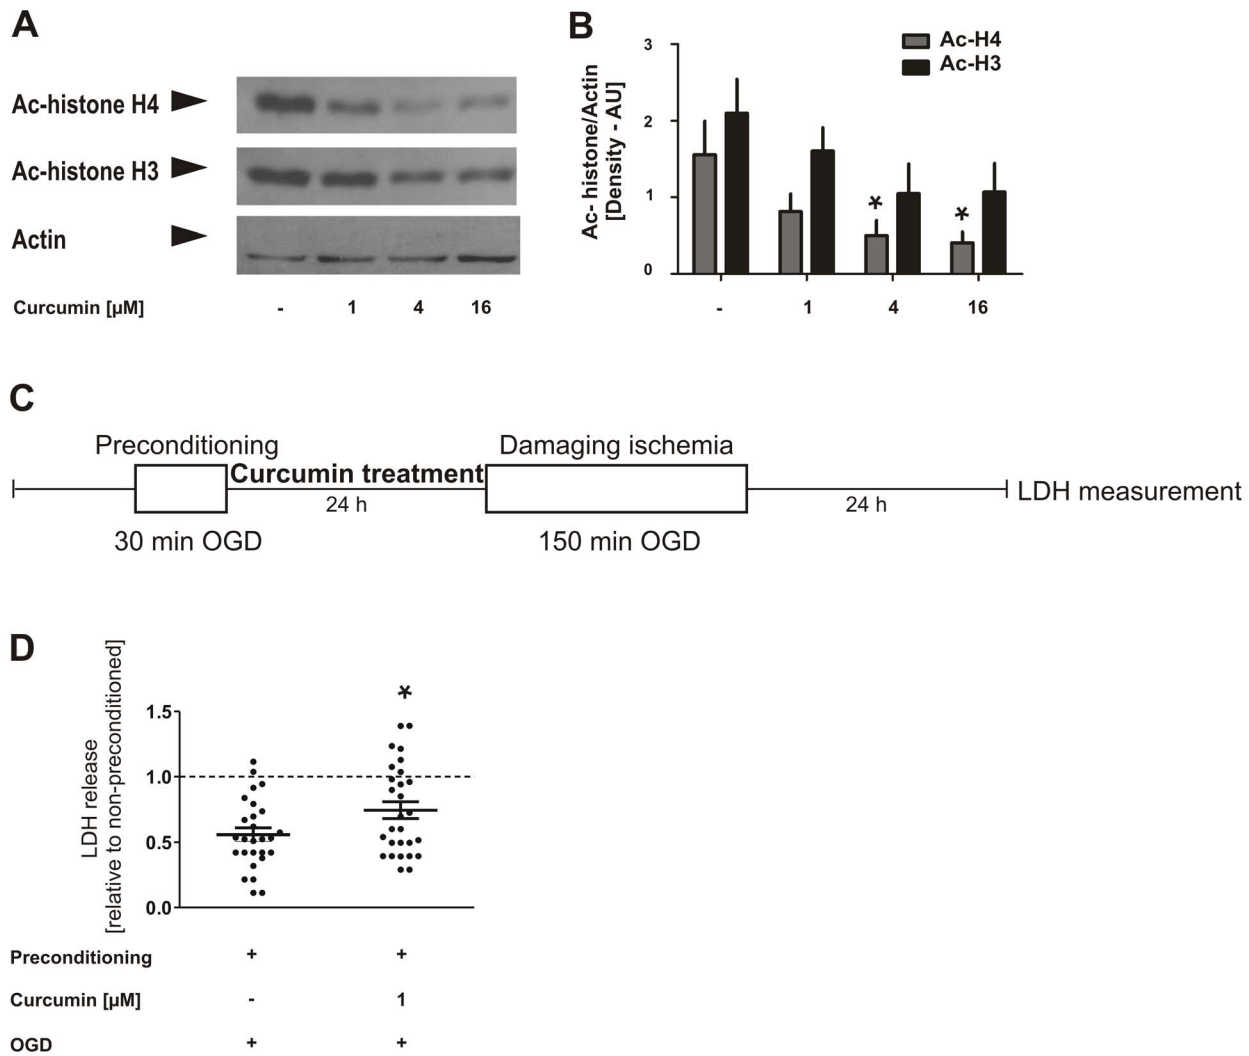 A
Ac-histone H4
Ac-histone H3
Actin
Curcumin [µM] - 1 4 16
B
Ac- histone/Actin
[Density - AU]
3
2
1
0
Ac-H4
Ac-H3
*
*
- 1 4 16
C
Preconditioning
Curcumin treatment
24 h
30 min OGD
Damaging ischemia
150 min OGD
24 h
LDH measurement
D
LDH release
[relative to non-preconditioned]
1.5
1.0
0.5
0.0
*
Preconditioning + +
Curcumin [µM] - 1
OGD + +